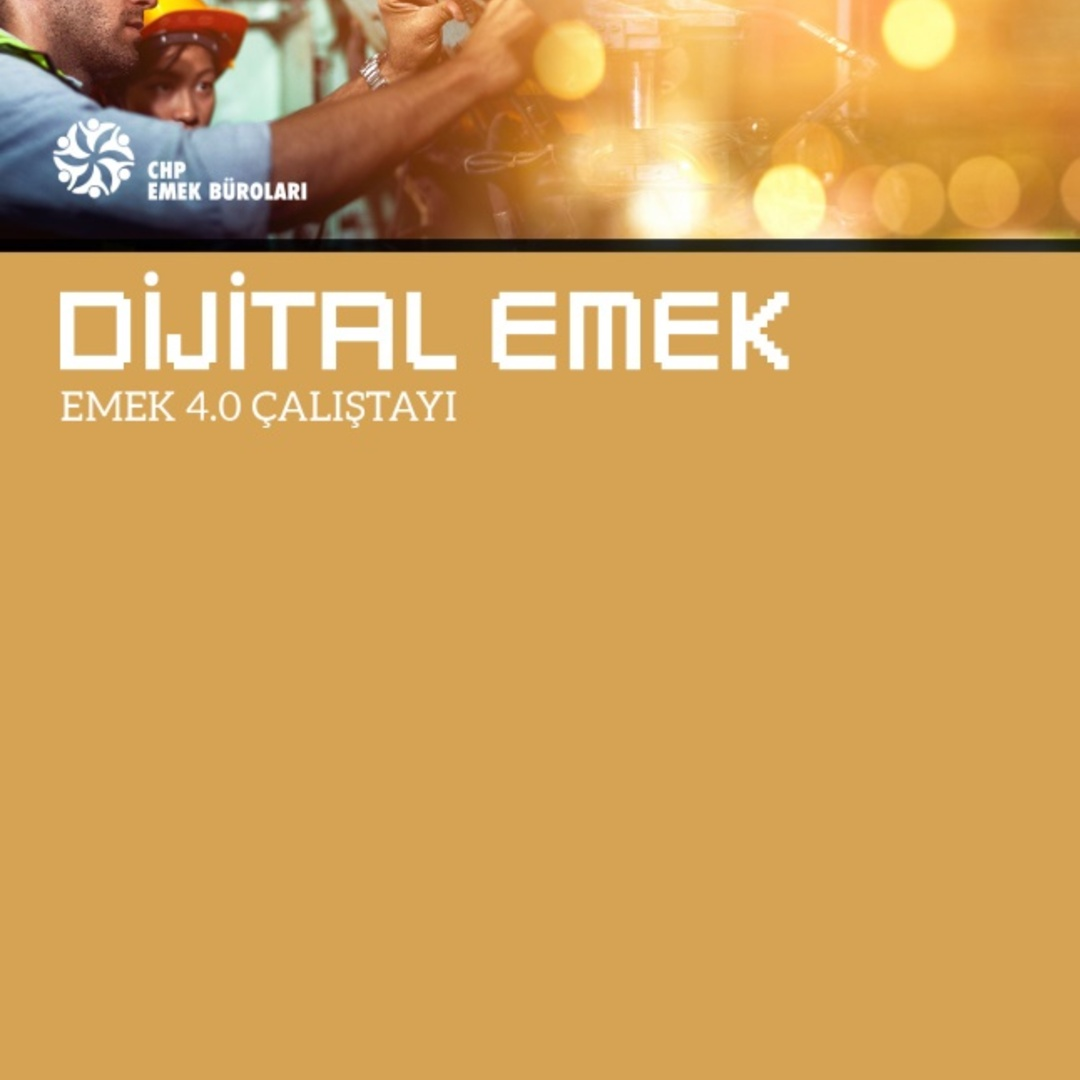 CHP
EMEK BÜROLARI
DİJİTAL EMEK
EMEK 4.0 ÇALIŞTAYI